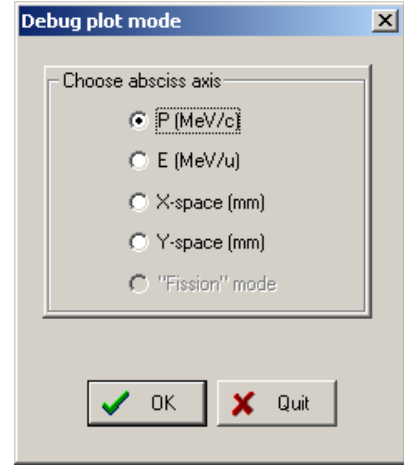 Debug plot mode
Choose absciss axis
P (MeV/c)
E (MeV/u)
X-space (mm)
Y-space (mm)
"Fission" mode
OK
Quit